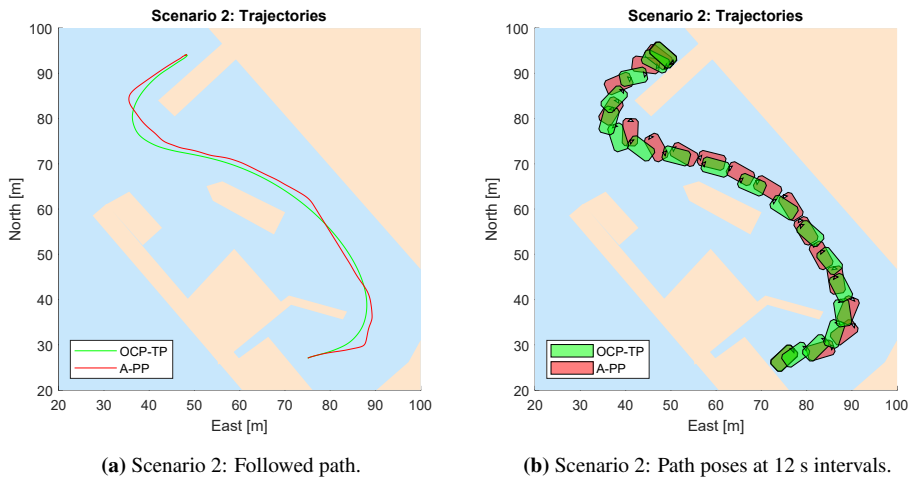 Scenario 2: Trajectories
100
90
80
70
60
50
40
30
20
North [m]
OCP-TP
A-PP
20 30 40 50 60 70 80 90 100
East [m]
(a) Scenario 2: Followed path.
Scenario 2: Trajectories
100
90
80
70
60
50
40
30
20
North [m]
OCP-TP
A-PP
20 30 40 50 60 70 80 90 100
East [m]
(b) Scenario 2: Path poses at 12 s intervals.